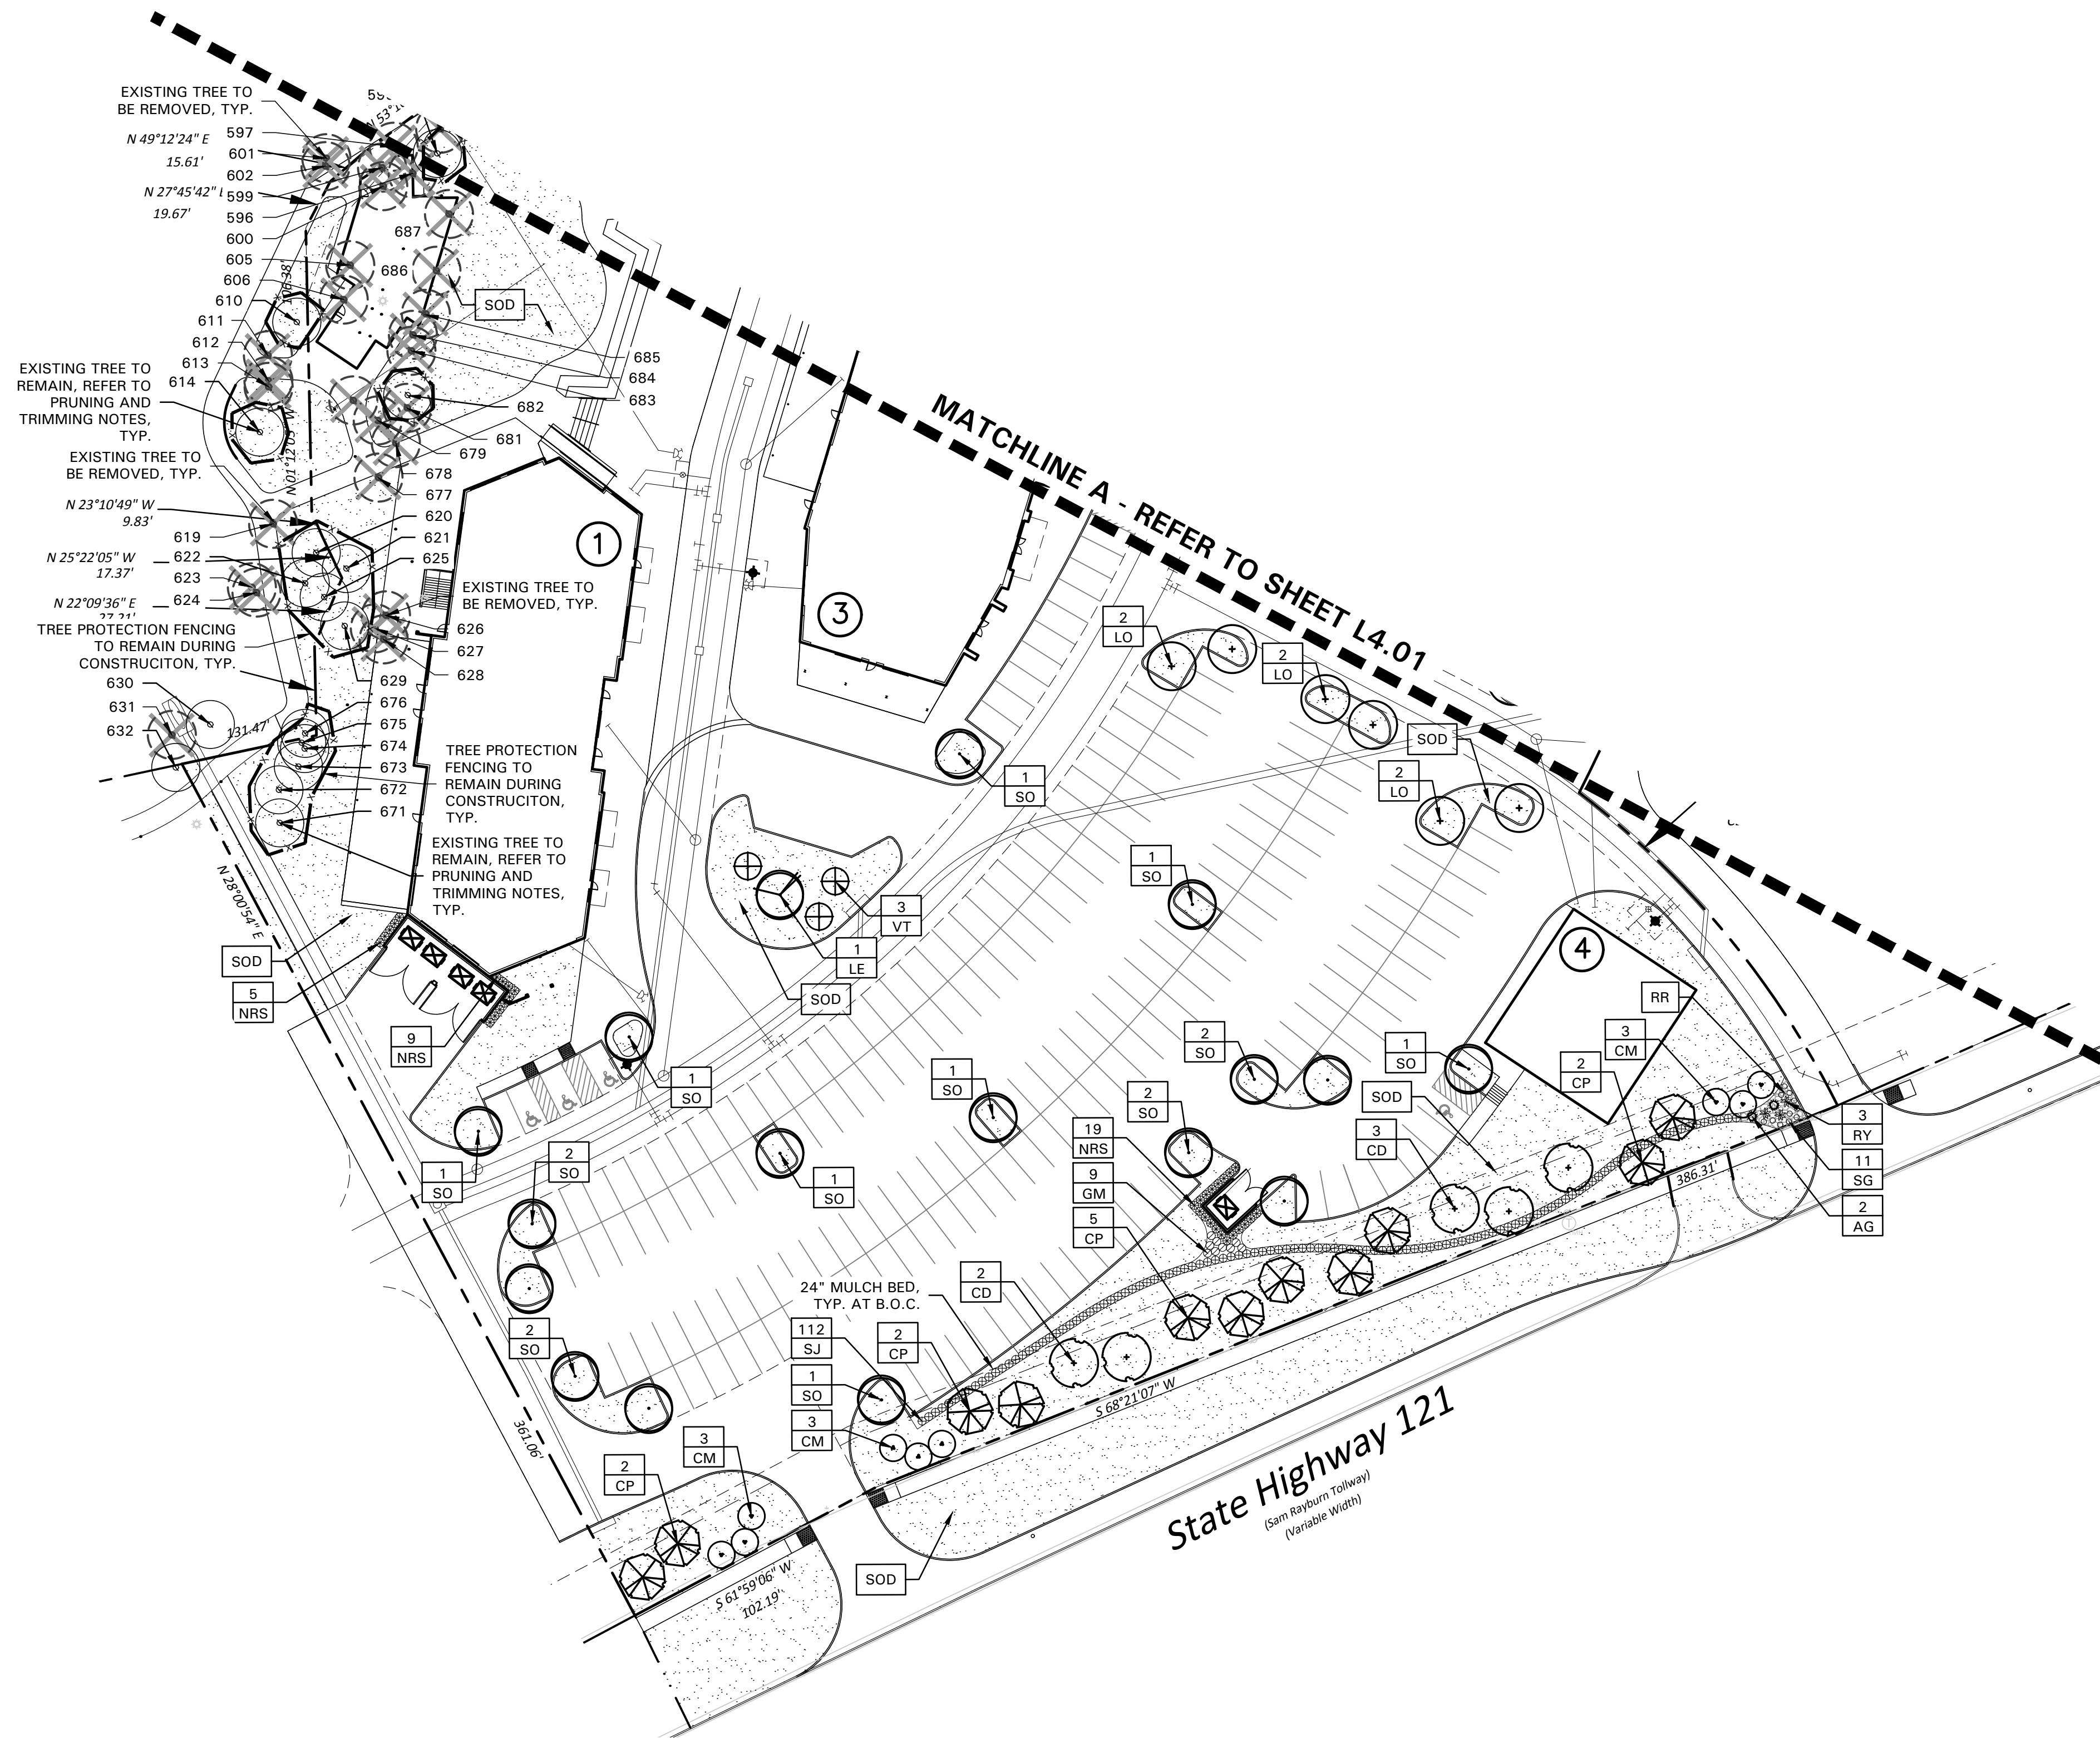 EXISTING TREE TO
BE REMOVED, TYP.
N 49°12'24" E
15.61'
N 27°45'42"
19.67'
597
601
602
599
596
600
605
606
610
611
612
613
614
N 53°
106.38'
687
686
SOD
685
684
683
682
681
679
678
677
620
621
625
EXISTING TREE TO
REMAIN, REFER TO
PRUNING AND
TRIMMING NOTES,
TYP.
EXISTING TREE TO
BE REMOVED, TYP.
N 01°12'03" W
N 23°10'49" W
9.83'
619
N 25°22'05" W
17.37'
622
623
N 22°09'36" E
27.21'
624
TREE PROTECTION FENCING
TO REMAIN DURING
CONSTRUCITON, TYP.
630
631
632
131.47'
1
EXISTING TREE TO
BE REMOVED, TYP.
626
627
628
629
676
675
674
673
672
671
TREE PROTECTION
FENCING TO
REMAIN DURING
CONSTRUCITON,
TYP.
EXISTING TREE TO
REMAIN, REFER TO
PRUNING AND
TRIMMING NOTES,
TYP.
3
MATCHLINE A - REFER TO SHEET L4.01
2
LO
2
LO
SOD
2
LO
1
SO
1
SO
3
VT
1
LE
SOD
N 28°00'54" E
SOD
5
NRS
9
NRS
1
SO
1
SO
2
SO
1
SO
1
SO
2
SO
2
SO
1
SO
4
RR
3
CM
2
CP
SOD
3
CD
19
NRS
9
GM
5
CP
3
RY
11
SG
2
AG
386.31'
24" MULCH BED,
TYP. AT B.O.C.
2
CD
112
SJ
2
CP
1
SO
3
CM
2
SO
361.06'
3
CM
2
CP
S 68°21'07" W
State Highway 121
(Sam Rayburn Tollway)
(Variable Width)
SOD
S 61°59'06" W
102.19'